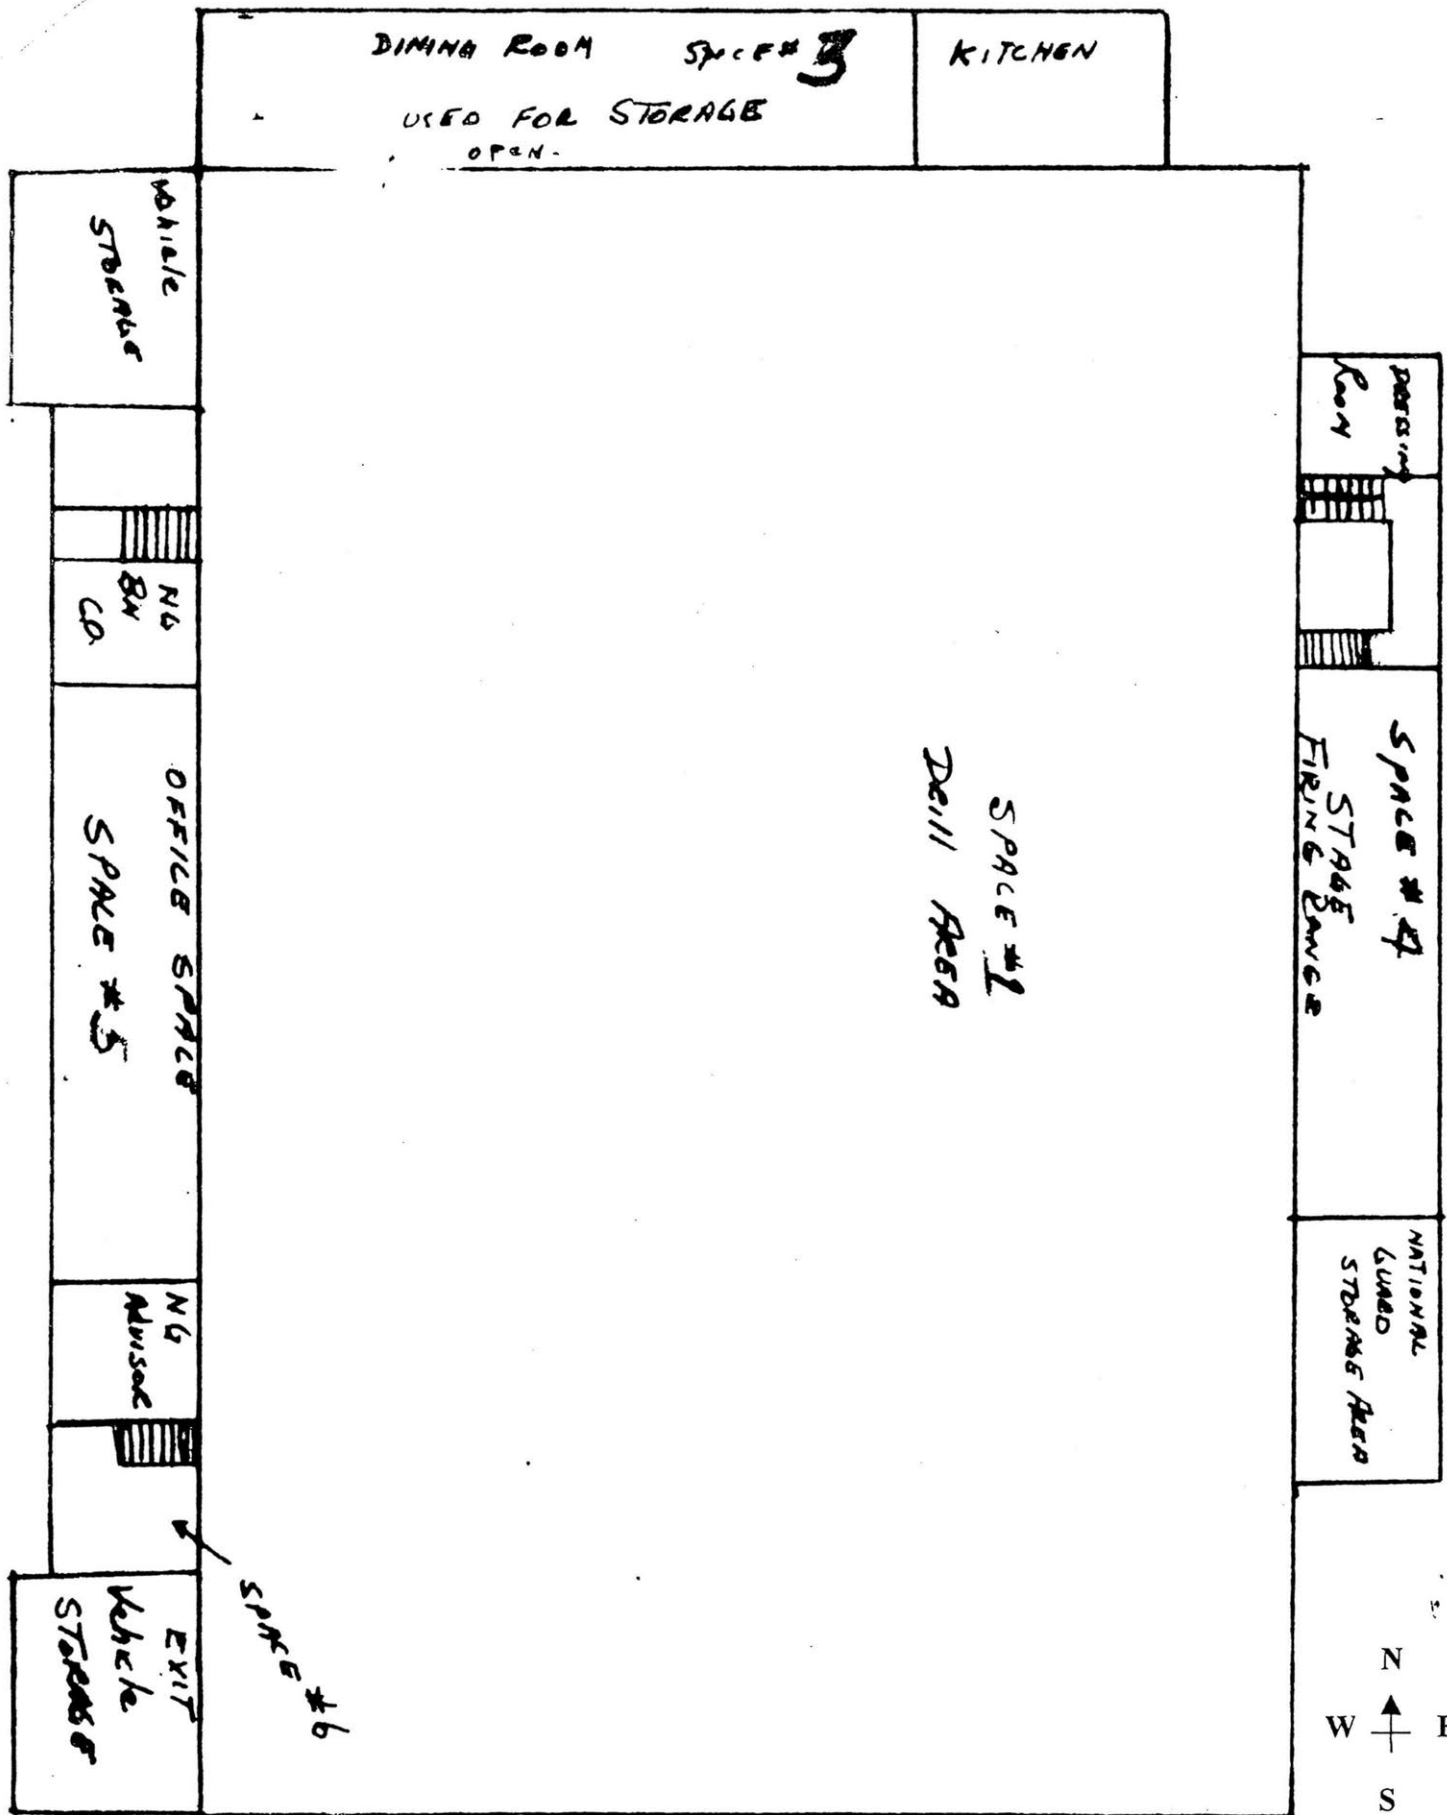 DINING ROOM SPACE # 3
USED FOR STORAGE
OPEN.
KITCHEN
Vehicle
STORAGE
NG
BN
CO.
OFFICE SPACE
SPACE # 5
NG
ADVISOR
SPACE #6
EXIT
Vehicle
STORAGE
SPACE #1
Drill AREA
DRESSING
ROOM
SPACE # 4
STAGE
FIRING RANGE
NATIONAL
GUARD
STORAGE AREA
N
W E
S